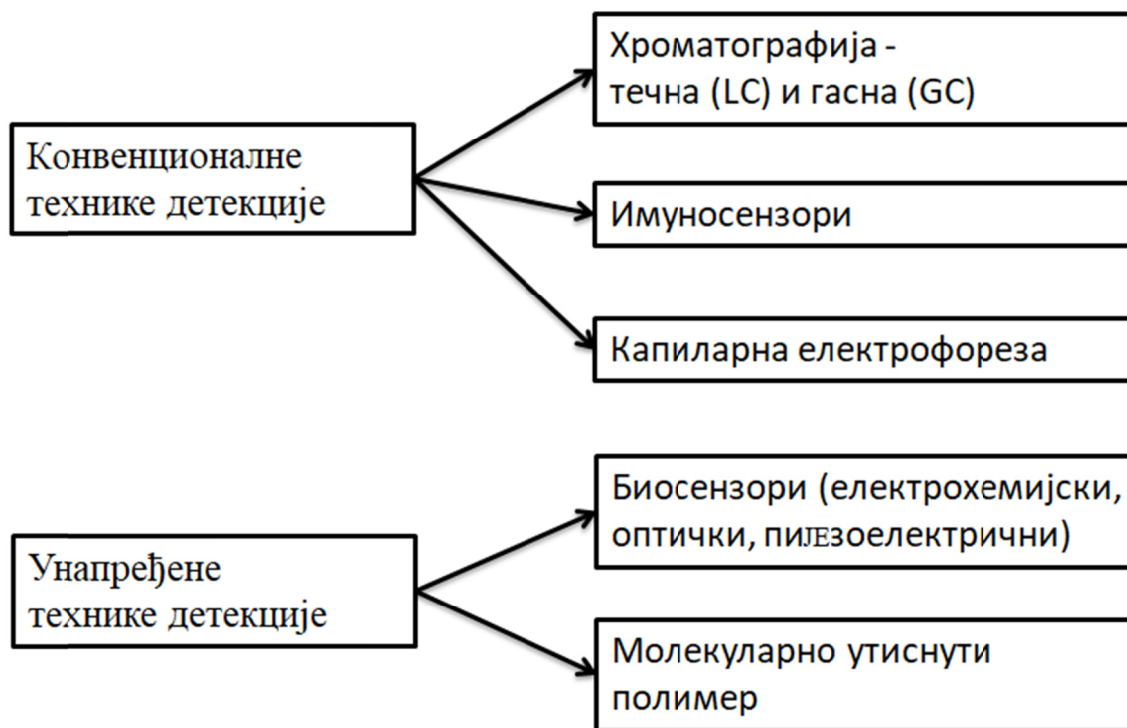 Хроматографија -
течна (LC) и гасна (GC)
Конвенционалне
технике детекције
Имуносензори
Капиларна електрофореза
Биосензори (електрохемијски,
оптички, пијЕзоелектрични)
Унапређене
технике детекције
Молекуларно утиснути
полимер